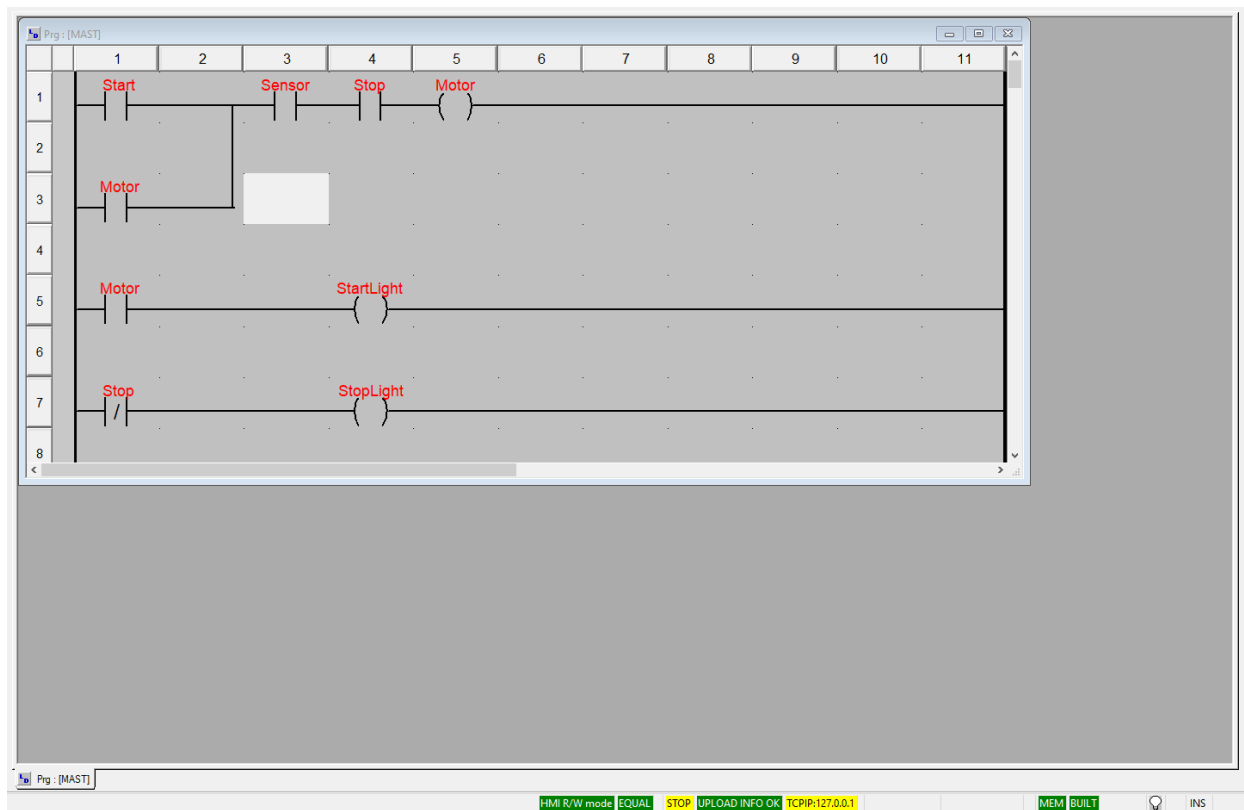 Prg : [MAST]
1 2 3 4 5 6 7 8 9 10 11
Start Sensor Stop Motor
1
2
Motor
3
4
Motor StartLight
5
6
Stop StopLight
7
/
8
Prg : [MAST]
HMI R/W mode EQUAL STOP UPLOAD INFO OK TCPIP:127.0.0.1 MEM BUILT INS